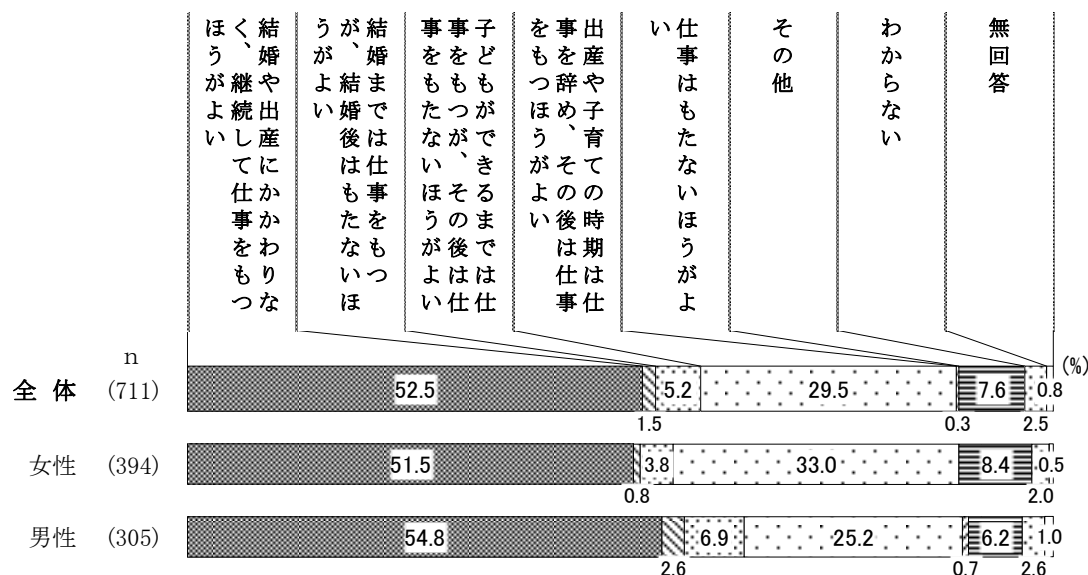 結婚や出産にかかわりな
く、継続して仕事をもつ
ほうがよい
結婚までは仕事をもつ
が、結婚後はもたないほ
うがよい
子どもができるまでは仕
事をもつが、その後は仕
事をもたないほうがよい
出産や子育ての時期は仕
事を辞め、その後は仕事
をもつほうがよい
仕事はもたないほうがよ
い
その他
わからない
無回答
n
(%)
全 体 (711) 52.5 5.2 29.5 7.6 0.8
1.5 0.3 2.5
女性 (394) 51.5 3.8 33.0 8.4 0.5
0.8 2.0
男性 (305) 54.8 6.9 25.2 6.2 1.0
2.6 0.7 2.6